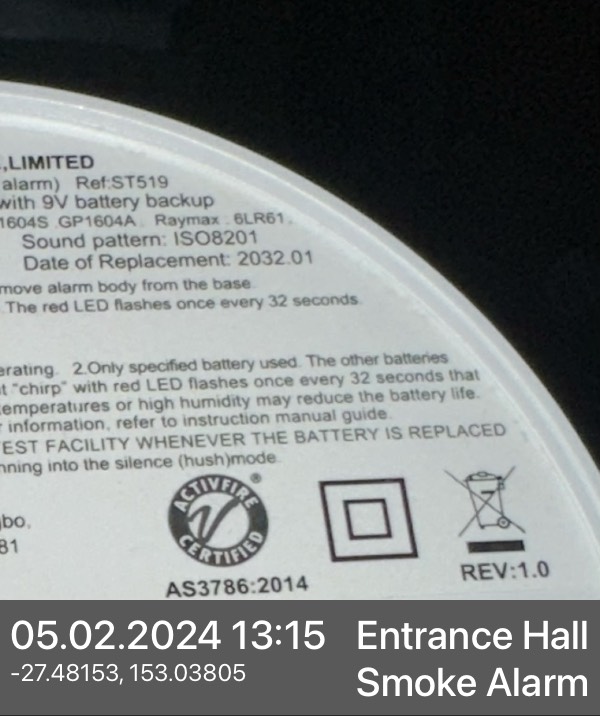 ,LIMITED
alarm) Ref:ST519
with 9V battery backup
1604S GP1604A Raymax : 6LR61.
Sound pattern: ISO8201
Date of Replacement: 2032.01
move alarm body from the base.
The red LED flashes once every 32 seconds.
erating. 2.Only specified battery used. The other batteries
t "chirp" with red LED flashes once every 32 seconds that
emperatures or high humidity may reduce the battery life.
r information, refer to instruction manual guide.
EST FACILITY WHENEVER THE BATTERY IS REPLACED
nning into the silence (hush)mode.
gbo,
81
ACTIVFIRE ®
CERTIFIED
AS3786:2014
REV:1.0
05.02.2024 13:15
-27.48153, 153.03805
Entrance Hall
Smoke Alarm